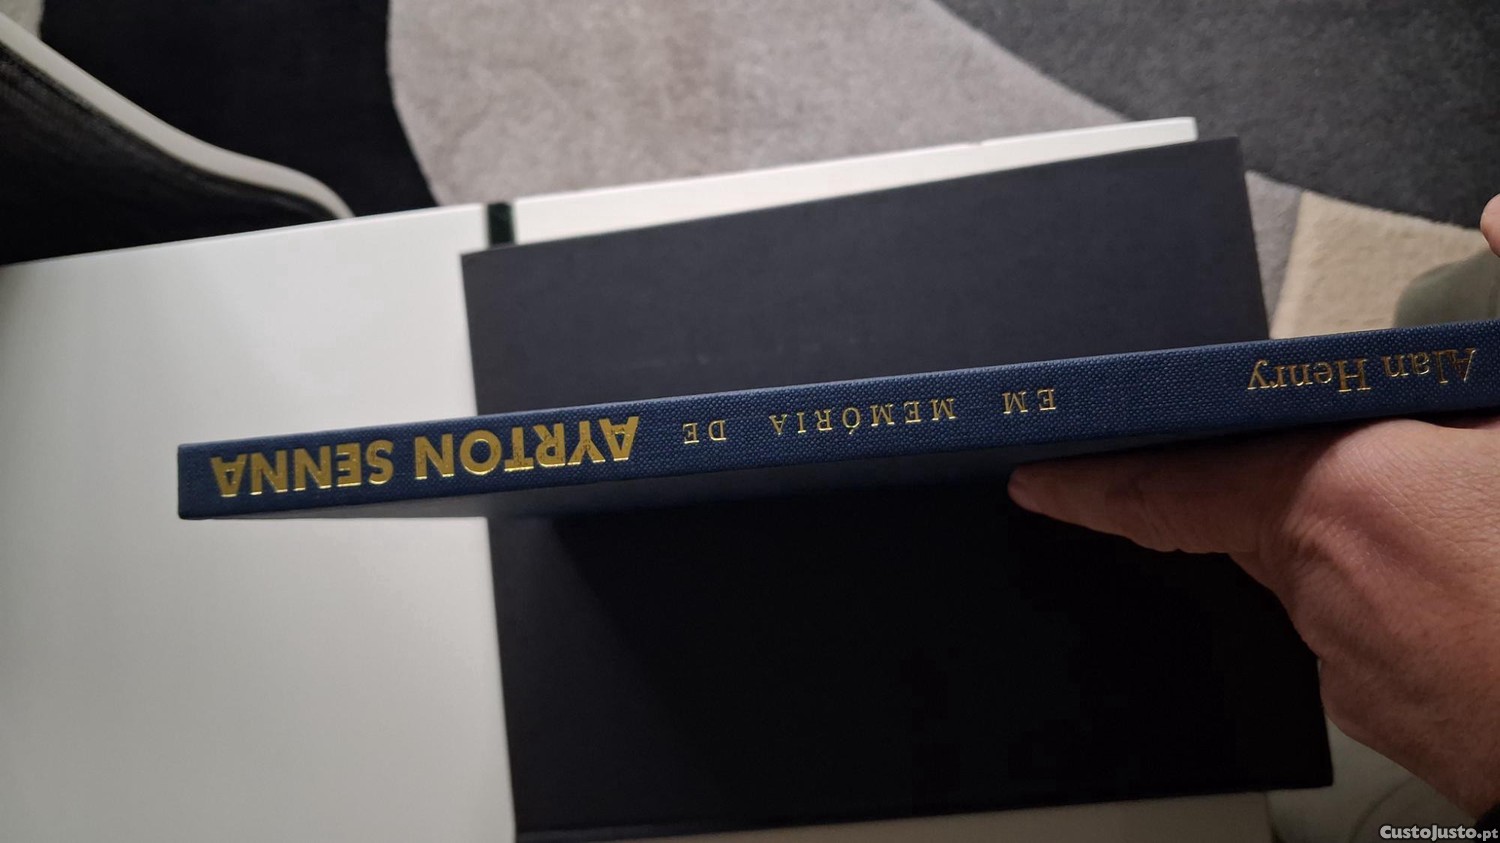 Alan Henry
EM MEMÓRIA DE
AYRTON SENNA
CustoJusto.pt